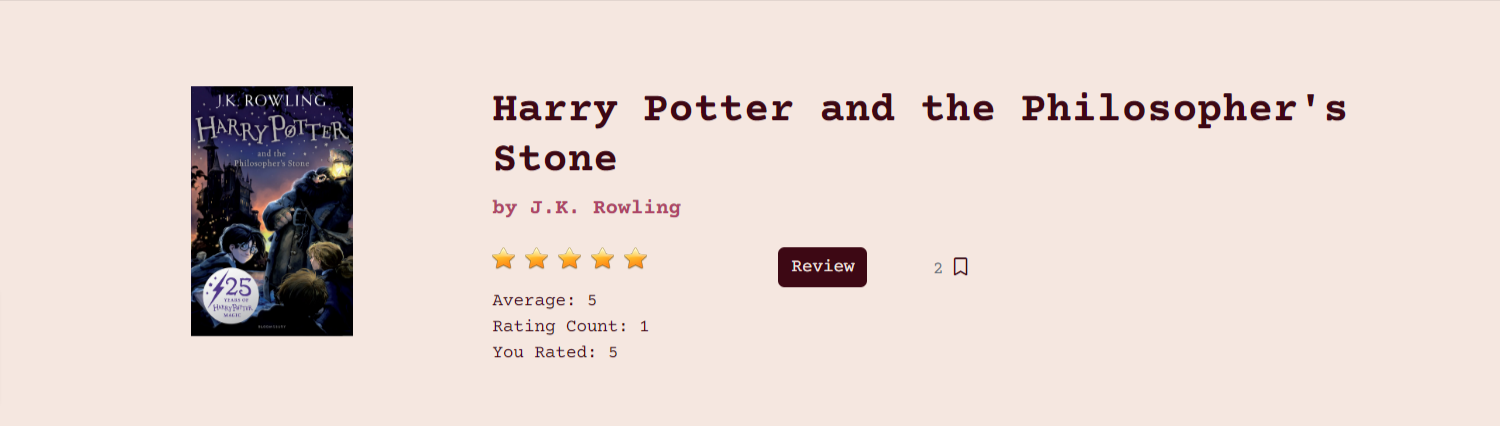 J.K. ROWLING
HARRY POTTER
and the
Philosopher's Stone
25
YEARS OF
HARRY POTTER
MAGIC
BLOOMSBURY
Harry Potter and the Philosopher's
Stone
by J.K. Rowling
Review
2
Average: 5
Rating Count: 1
You Rated: 5